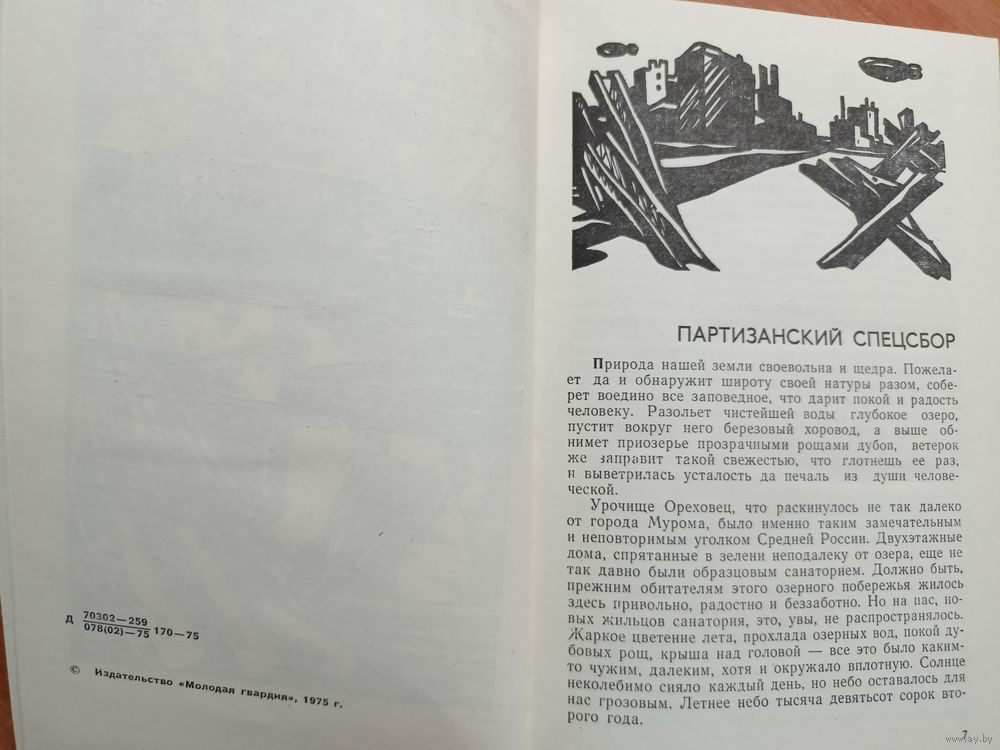 Д 70302—259
078(02)—75 170—75
© Издательство «Молодая гвардия», 1975 г.
ПАРТИЗАНСКИЙ СПЕЦСБОР
Природа нашей земли своевольна и щедра. Пожела-
ет да и обнаружит широту своей натуры разом, собе-
рет воедино все заповедное, что дарит покой и радость
человеку. Разольет чистейшей воды глубокое озеро,
пустит вокруг него березовый хоровод, а выше об-
нимет приозерье прозрачными рощами дубов, ветерок
же заправит такой свежестью, что глотнешь ее раз,
и выветрилась усталость да печаль из души челове-
ческой.
Урочище Ореховец, что раскинулось не так далеко
от города Мурома, было именно таким замечательным
и неповторимым уголком Средней России. Двухэтажные
дома, спрятанные в зелени неподалеку от озера, еще не
так давно были образцовым санаторием. Должно быть,
прежним обитателям этого озерного побережья жилось
здесь привольно, радостно и беззаботно. Но на нас, но-
вых жильцов санатория, это, увы, не распространялось.
Жаркое цветение лета, прохлада озерных вод, покой ду-
бовых рощ, крыша над головой — все это было каким-
то чужим, далеким, хотя и окружало вплотную. Солнце
неколебимо сияло каждый день, но небо оставалось для
нас грозовым. Летнее небо тысяча девятьсот сорок вто-
рого года.
7
www.ay.by